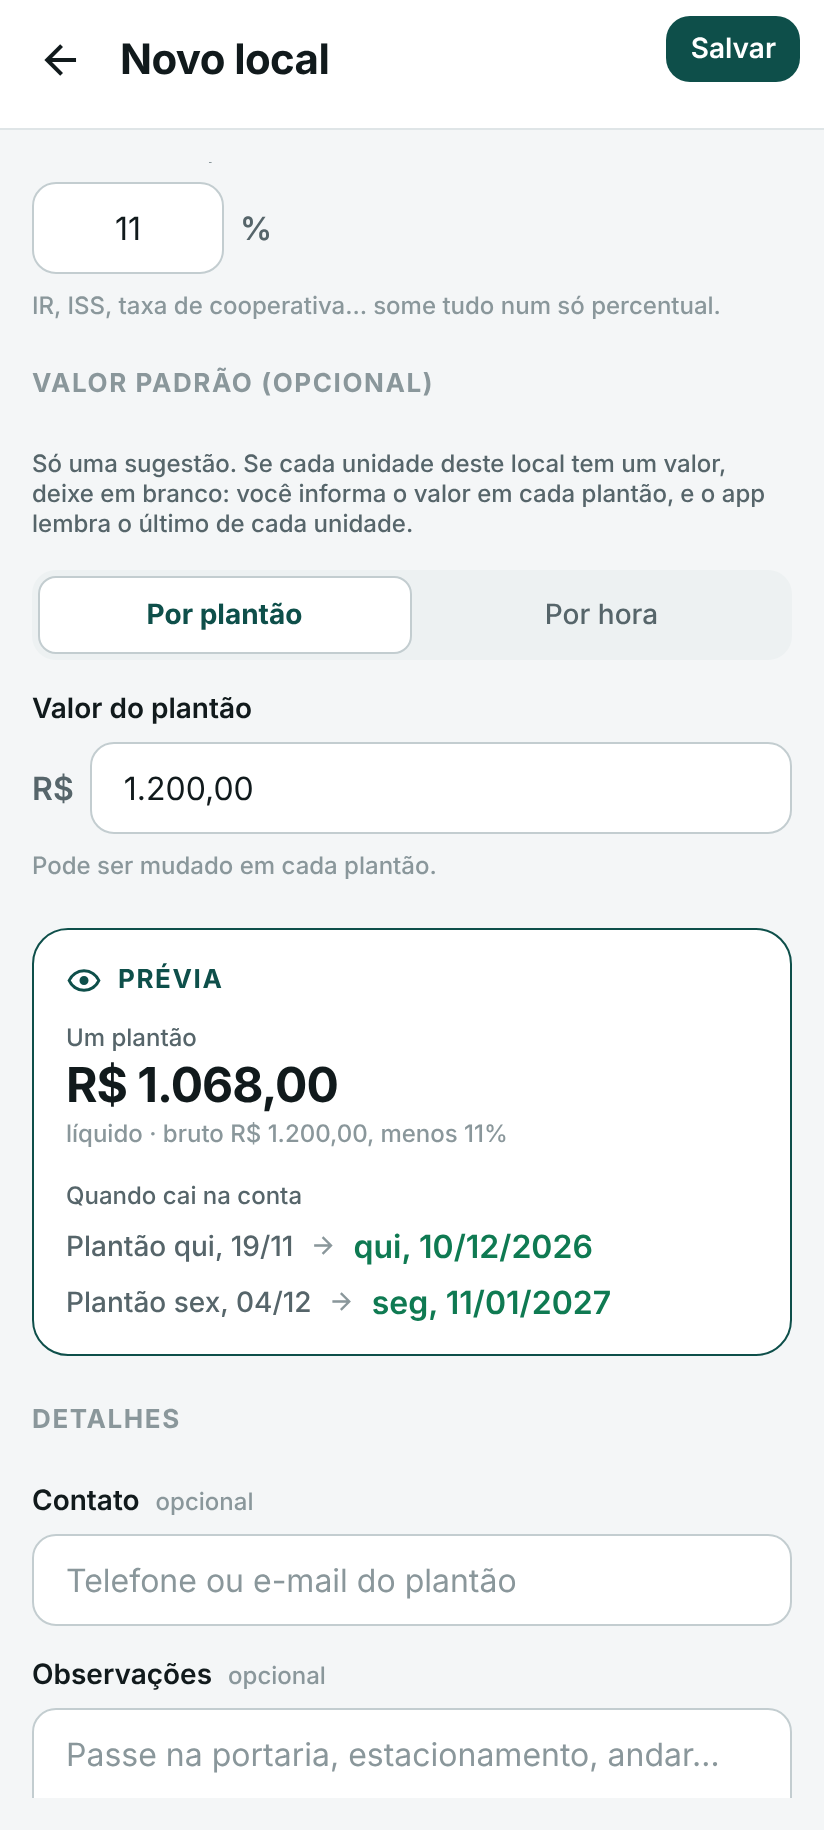 Novo local
Salvar
11 %
IR, ISS, taxa de cooperativa... some tudo num só percentual.
VALOR PADRÃO (OPCIONAL)
Só uma sugestão. Se cada unidade deste local tem um valor,
deixe em branco: você informa o valor em cada plantão, e o app
lembra o último de cada unidade.
Por plantão
Por hora
Valor do plantão
R$ 1.200,00
Pode ser mudado em cada plantão.
PRÉVIA
Um plantão
R$ 1.068,00
líquido · bruto R$ 1.200,00, menos 11%
Quando cai na conta
Plantão qui, 19/11 → qui, 10/12/2026
Plantão sex, 04/12 → seg, 11/01/2027
DETALHES
Contato opcional
Telefone ou e-mail do plantão
Observações opcional
Passe na portaria, estacionamento, andar...